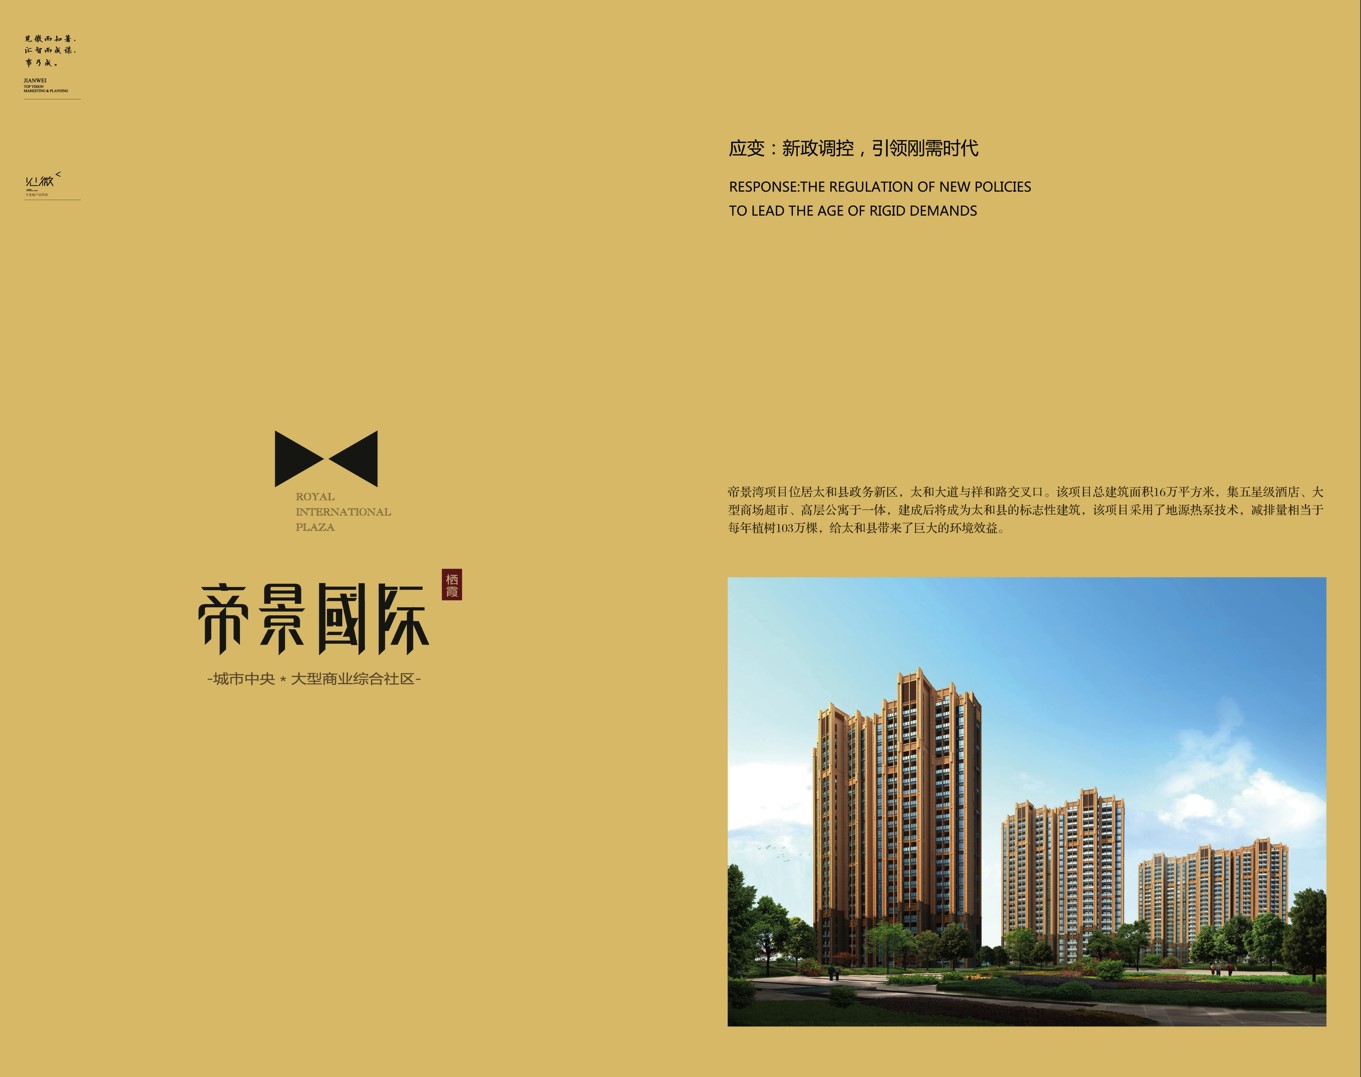 见微而知著，
汇智而成谋，
事乃成。
JIANWEI
TOP VISION
MARKETING & PLANNING
见微
ROYAL
INTERNATIONAL
PLAZA
栖霞
帝景國际
-城市中央 * 大型商业综合社区-
应变：新政调控，引领刚需时代
RESPONSE:THE REGULATION OF NEW POLICIES
TO LEAD THE AGE OF RIGID DEMANDS
帝景湾项目位居太和县政务新区，太和大道与祥和路交叉口。该项目总建筑面积16万平方米，集五星级酒店、大
型商场超市、高层公寓于一体，建成后将成为太和县的标志性建筑，该项目采用了地源热泵技术，减排量相当于
每年植树103万棵，给太和县带来了巨大的环境效益。